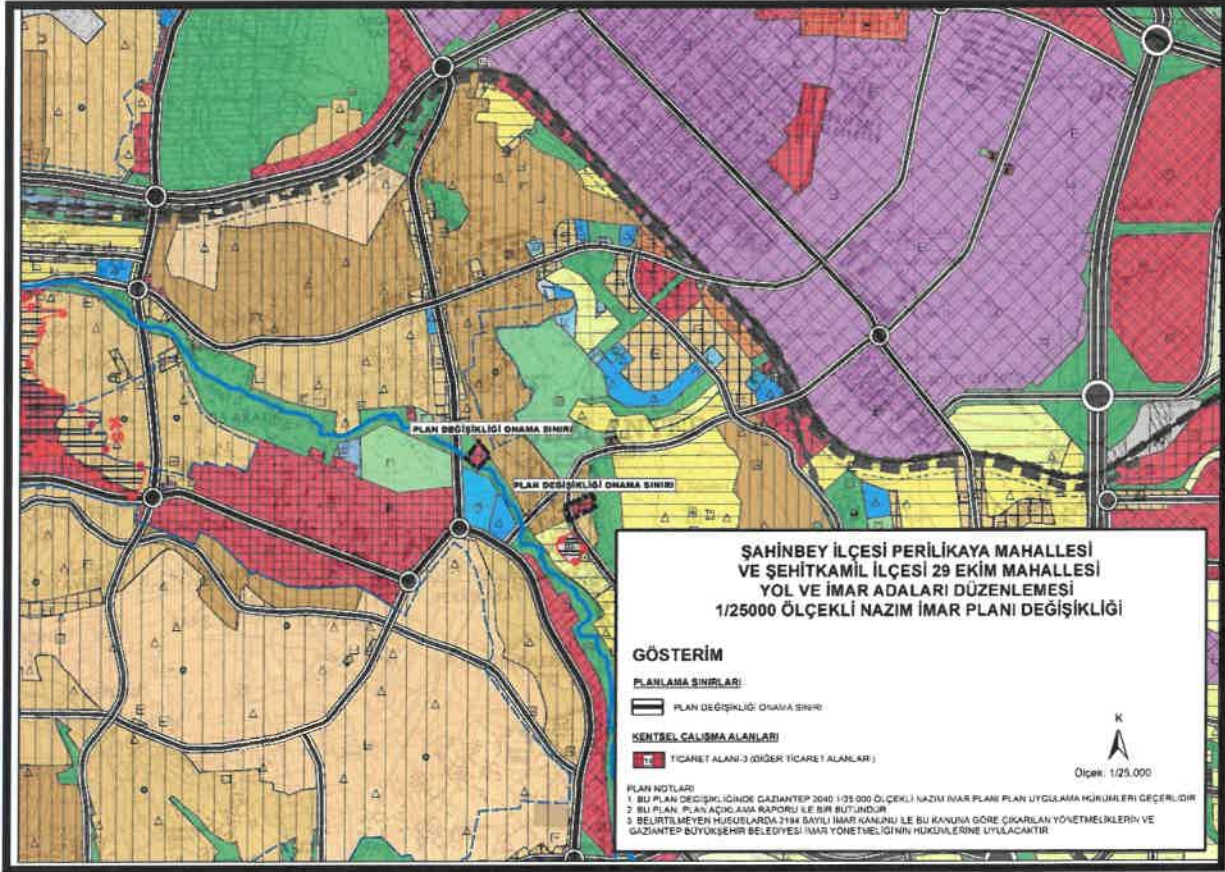 PLAN DEĞİŞİKLİĞİ ONAMA SINIRI
PLAN DEĞİŞİKLİĞİ ONAMA SINIRI
ŞAHİNBEY İLÇESİ PERİLİKAYA MAHALLESİ
VE ŞEHİTKAMİL İLÇESİ 29 EKİM MAHALLESİ
YOL VE İMAR ADALARI DÜZENLEMESİ
1/25000 ÖLÇEKLİ NAZIM İMAR PLANI DEĞİŞİKLİĞİ
GÖSTERİM
PLANLAMA SINIRLARI
PLAN DEĞİŞİKLİĞİ ONAMA SINIRI
KENTSEL ÇALIŞMA ALANLARI
TİCARET ALANI-3 (DİĞER TİCARET ALANLARI)
K
Ölçek: 1/25.000
PLAN NOTLARI
1. BU PLAN DEĞİŞİKLİĞİNDE GAZİANTEP 2040 1/25.000 ÖLÇEKLİ NAZIM İMAR PLANI PLAN UYGULAMA HÜKÜMLERİ GEÇERLİDİR
2. BU PLAN, PLAN AÇIKLAMA RAPORU İLE BİR BÜTÜNDÜR
3. BELİRTİLMEYEN HUSUSLARDA 3194 SAYILI İMAR KANUNU İLE BU KANUNA GÖRE ÇIKARILAN YÖNETMELİKLERİN VE
GAZİANTEP BÜYÜKŞEHİR BELEDİYESİ İMAR YÖNETMELİĞİNİN HÜKÜMLERİNE UYULACAKTIR